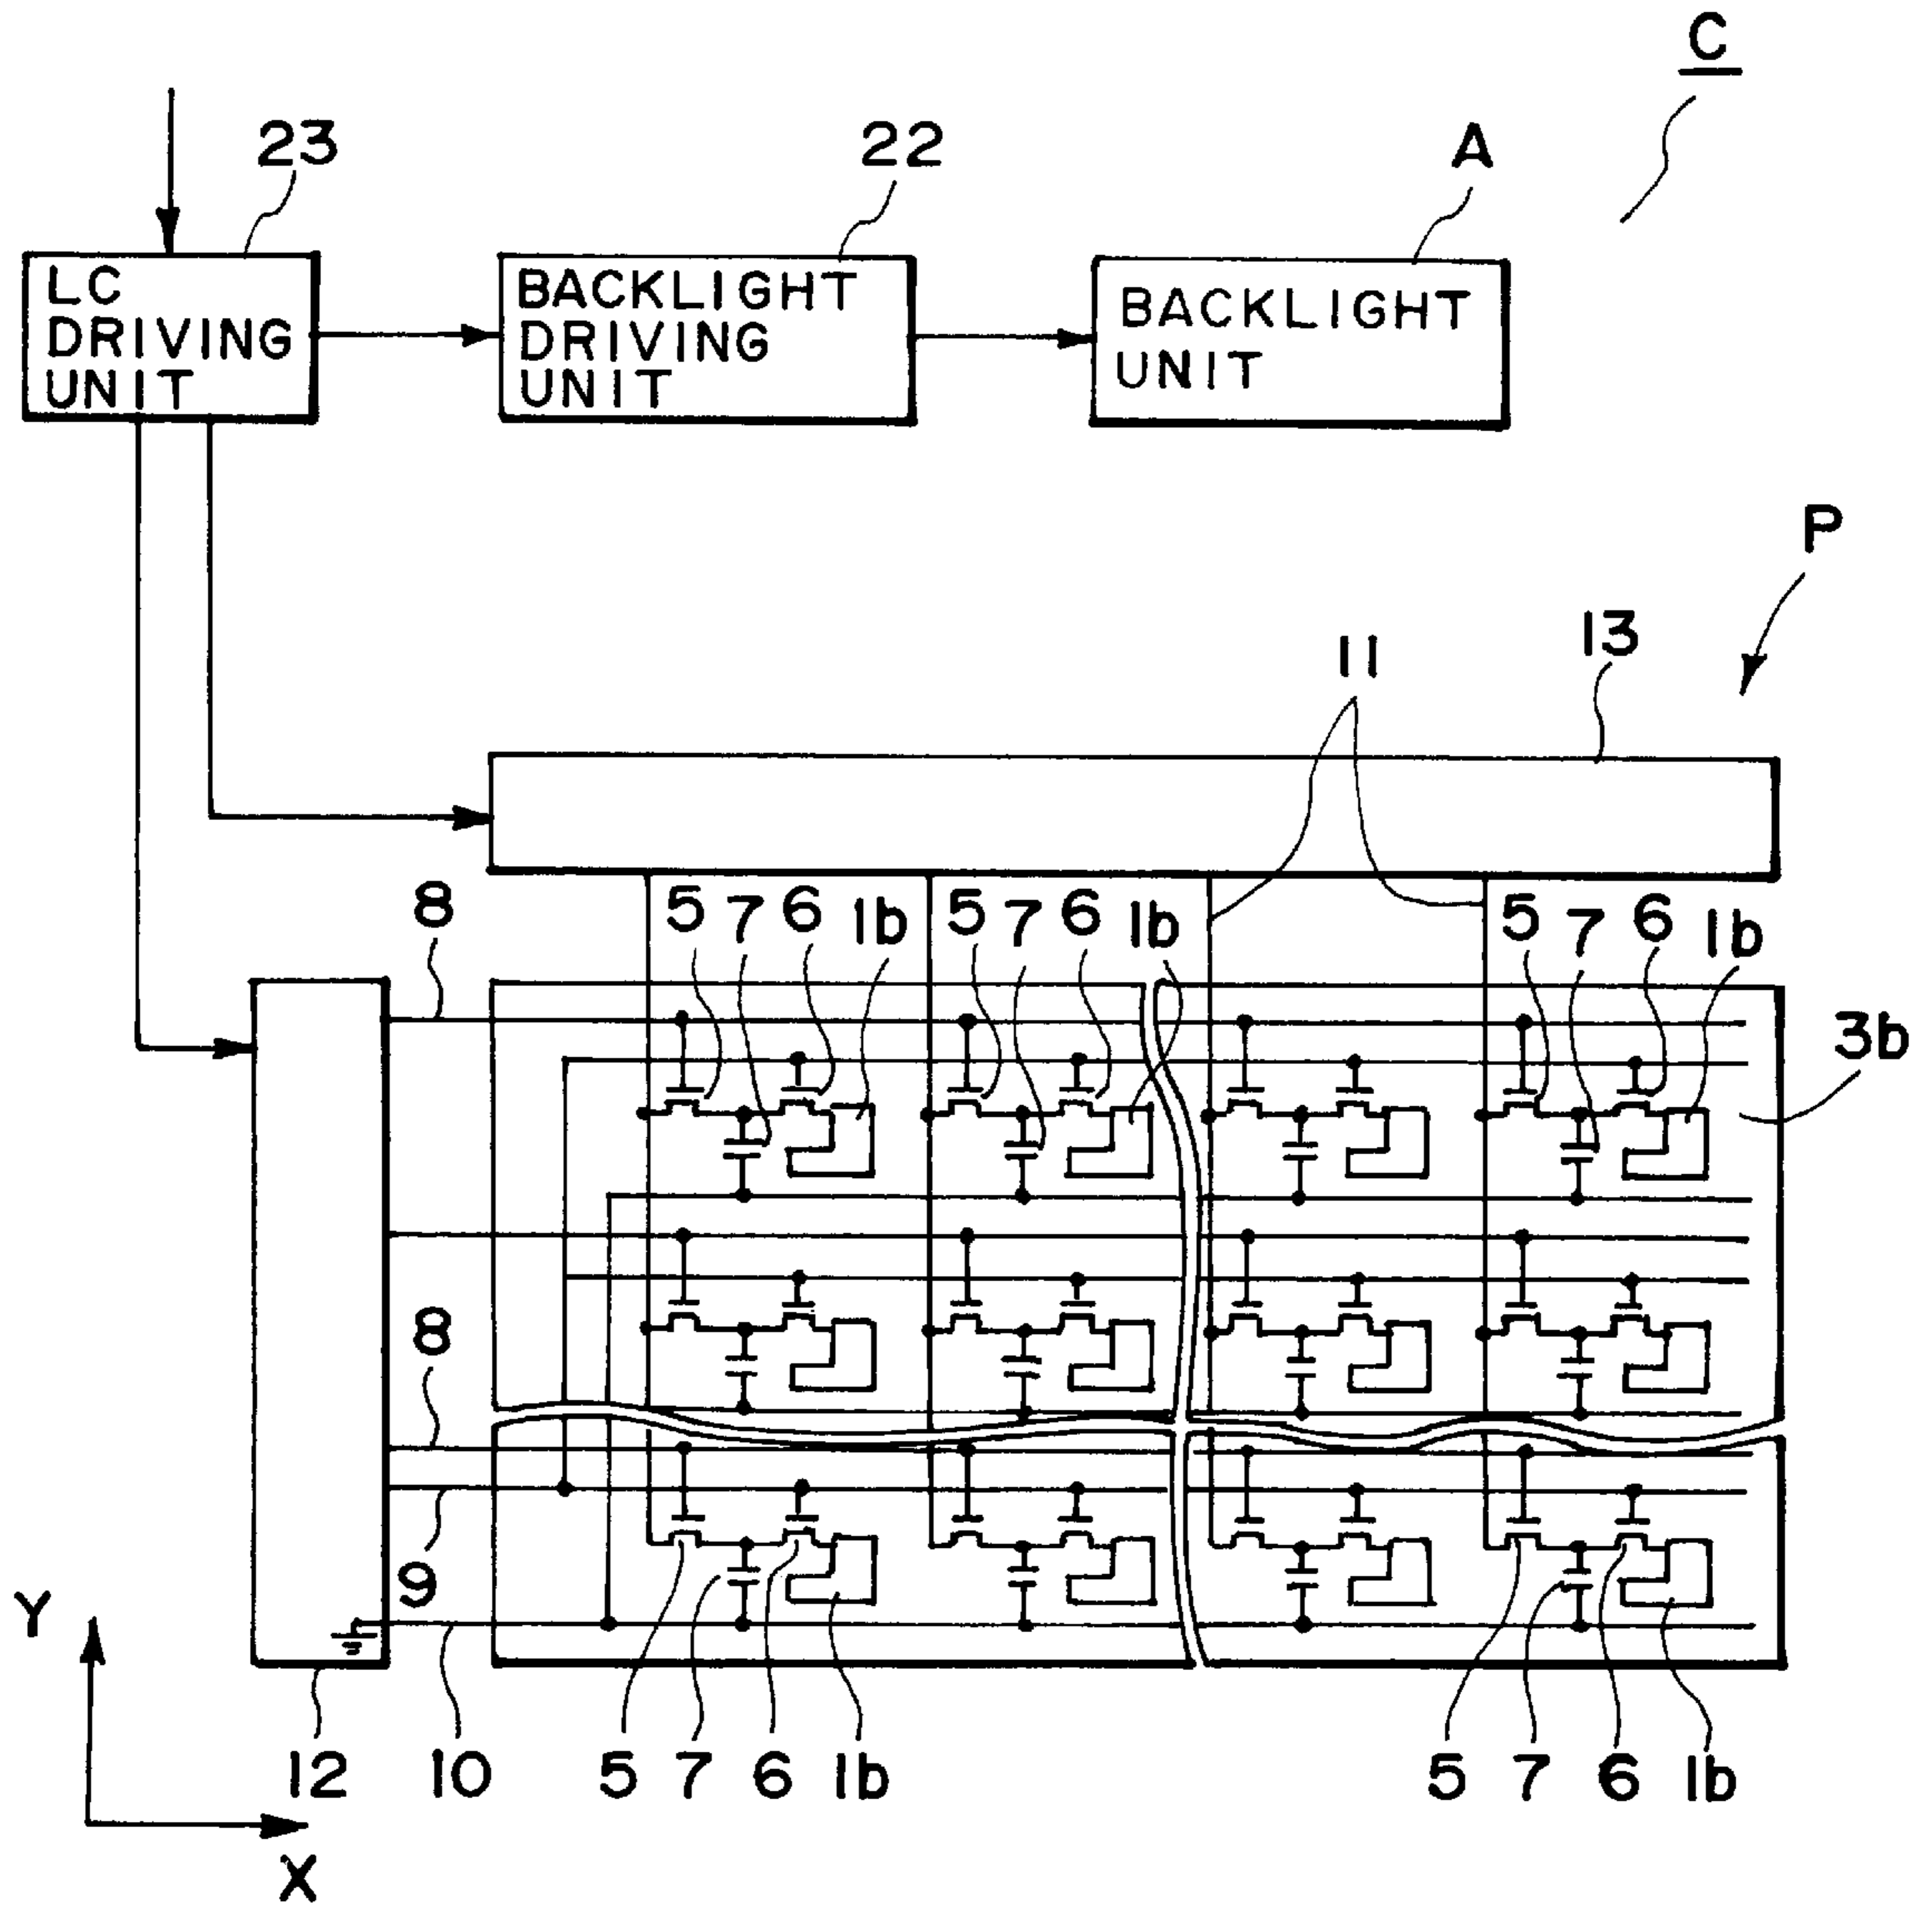 C
23
22
A
LC
DRIVING
UNIT
BACKLIGHT
DRIVING
UNIT
BACKLIGHT
UNIT
P
13
11
8
5 7 6 1b 5 7 6 1b 5 7 6 1b
3b
8
9
Y
12 10 5 7 6 1b 5 7 6 1b
X